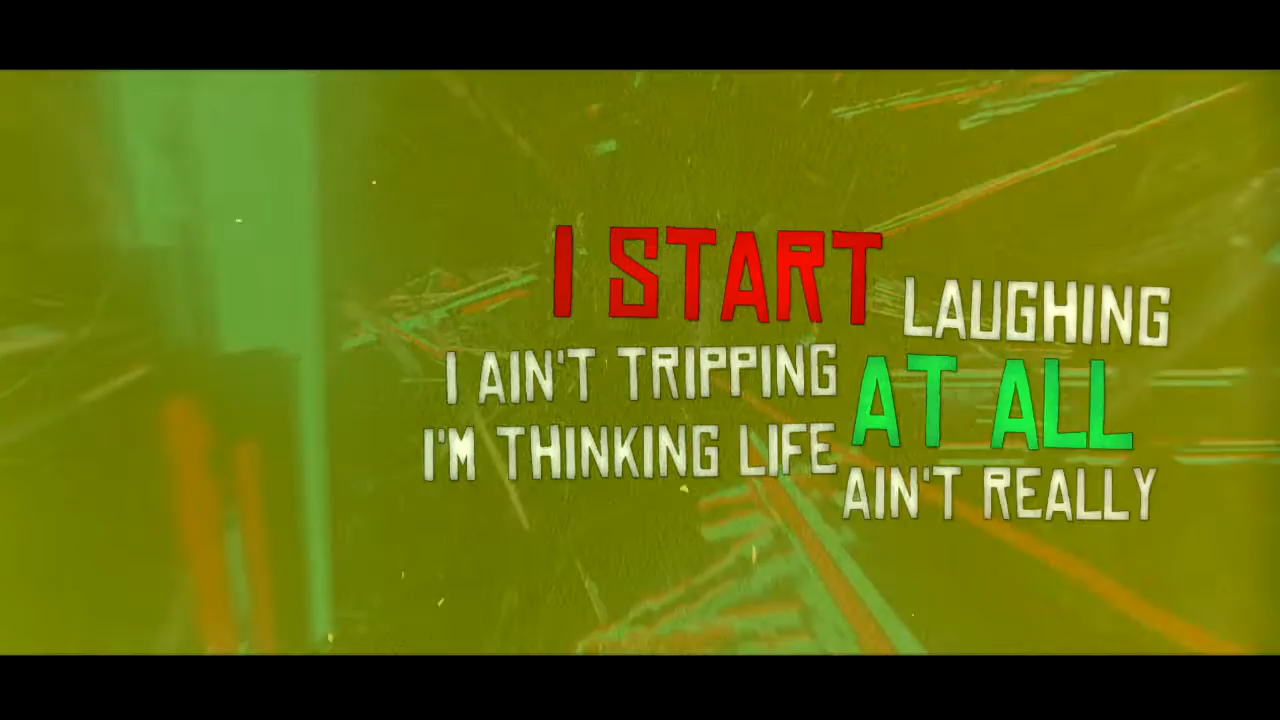 I START LAUGHING
I AIN'T TRIPPING AT ALL
I'M THINKING LIFE AIN'T REALLY